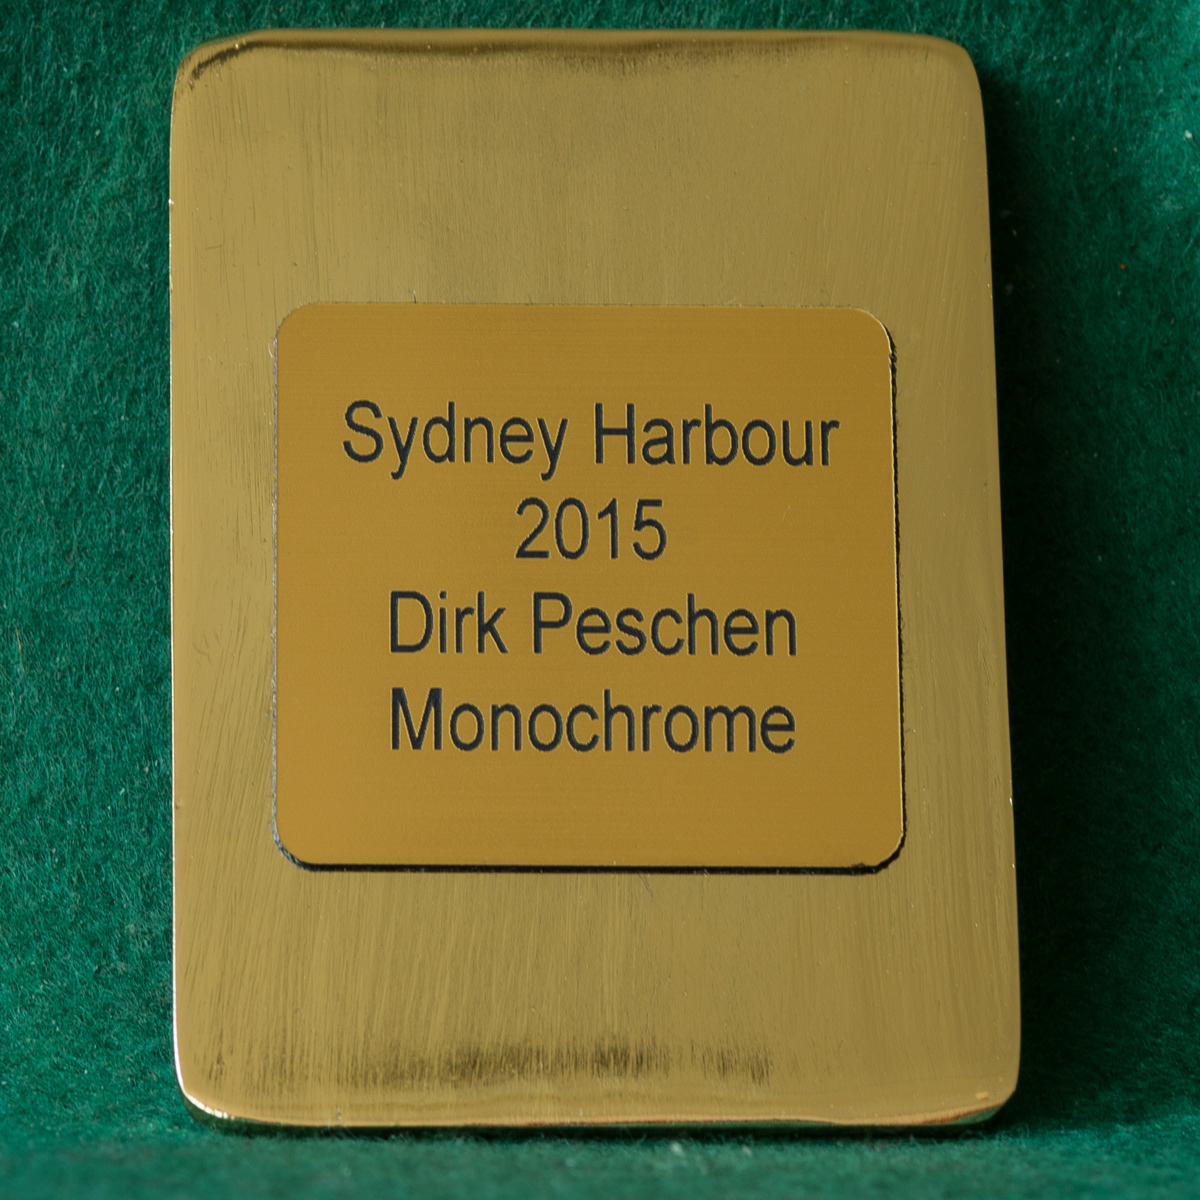 Sydney Harbour
2015
Dirk Peschen
Monochrome